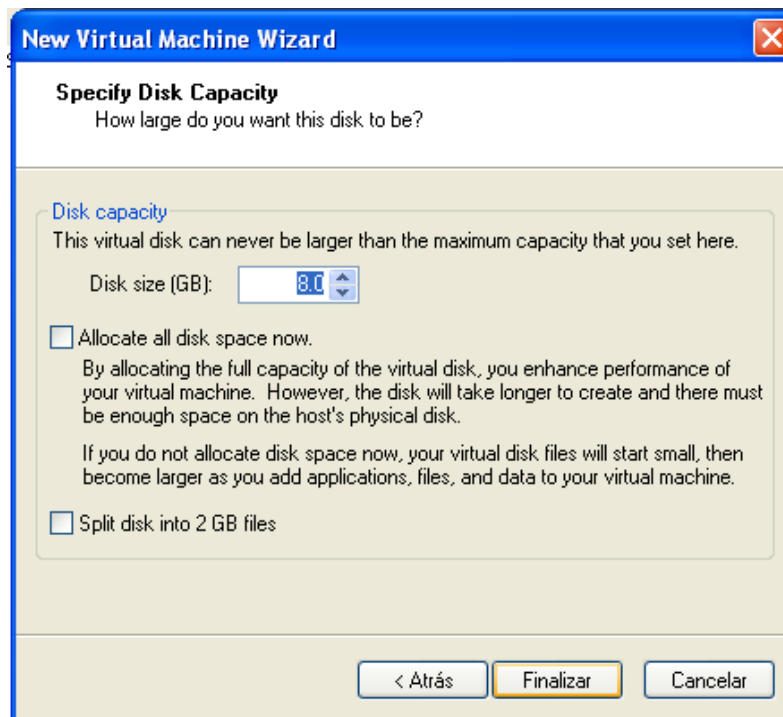 New Virtual Machine Wizard
Specify Disk Capacity
How large do you want this disk to be?
Disk capacity
This virtual disk can never be larger than the maximum capacity that you set here.
Disk size (GB): 8.0
Allocate all disk space now.
By allocating the full capacity of the virtual disk, you enhance performance of
your virtual machine. However, the disk will take longer to create and there must
be enough space on the host's physical disk.
If you do not allocate disk space now, your virtual disk files will start small, then
become larger as you add applications, files, and data to your virtual machine.
Split disk into 2 GB files
< Atrás Finalizar Cancelar